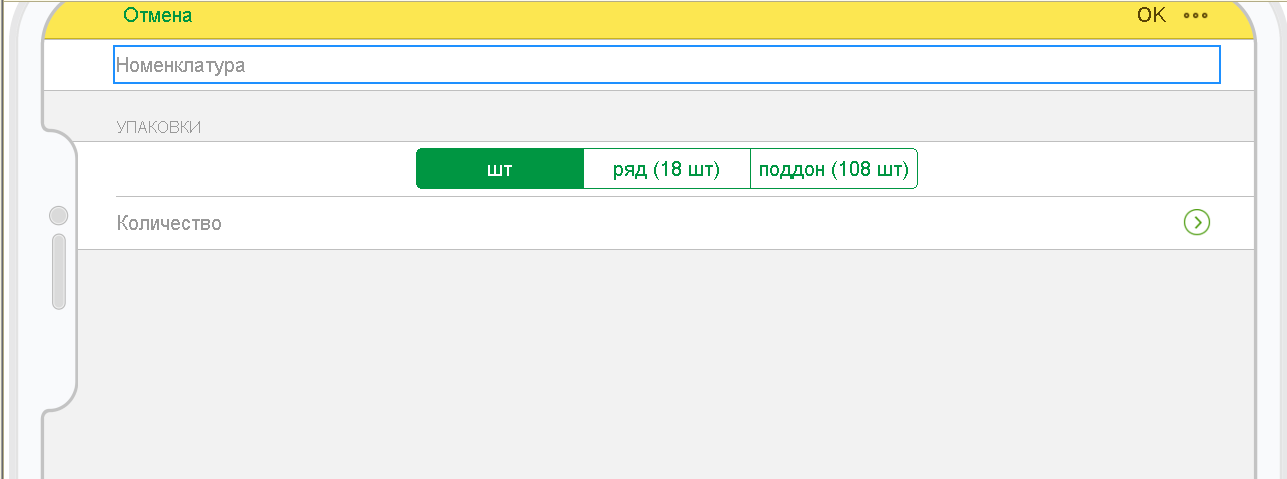 Отмена OK
Номенклатура
УПАКОВКИ
шт ряд (18 шт) поддон (108 шт)
Количество